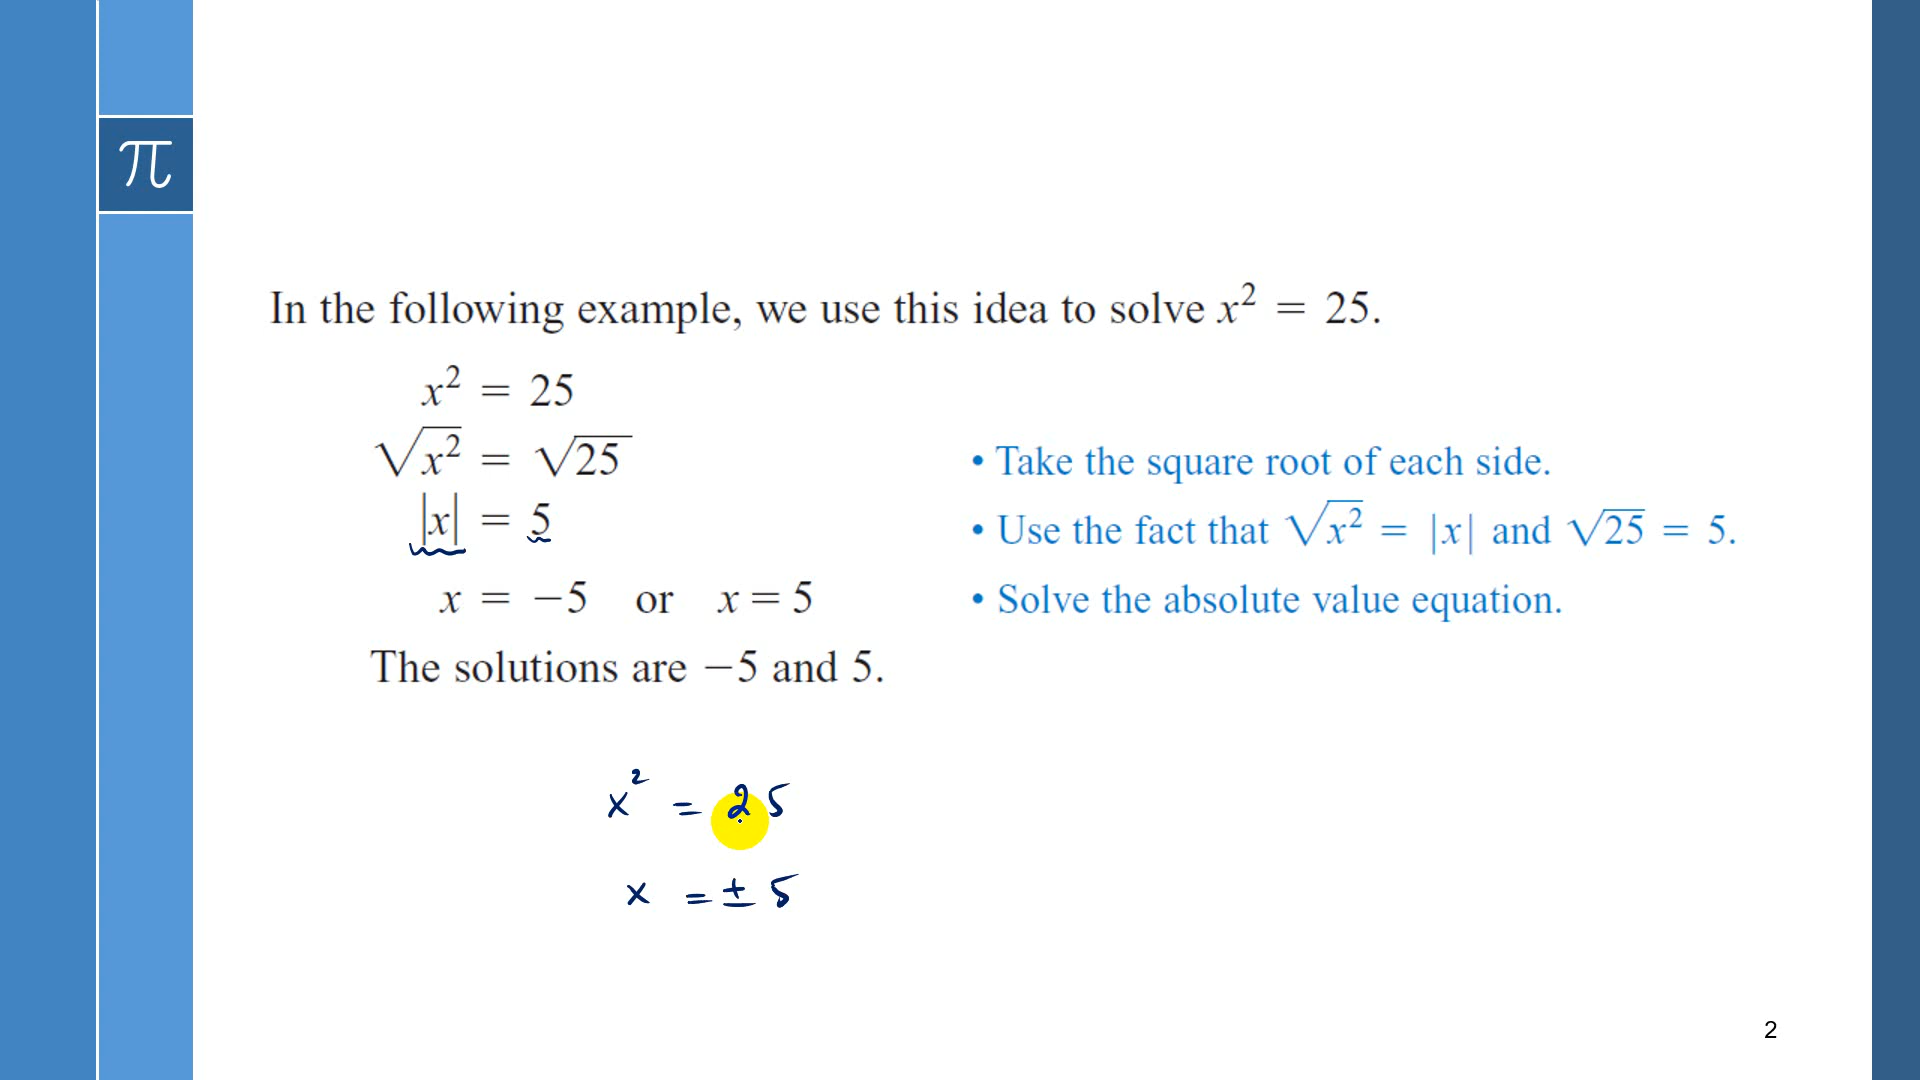 π
In the following example, we use this idea to solve x² = 25.
x² = 25
√x² = √25
• Take the square root of each side.
|x| = 5
• Use the fact that √x² = |x| and √25 = 5.
x = −5 or x = 5
• Solve the absolute value equation.
The solutions are −5 and 5.
x² = 25
x = ± 5
2